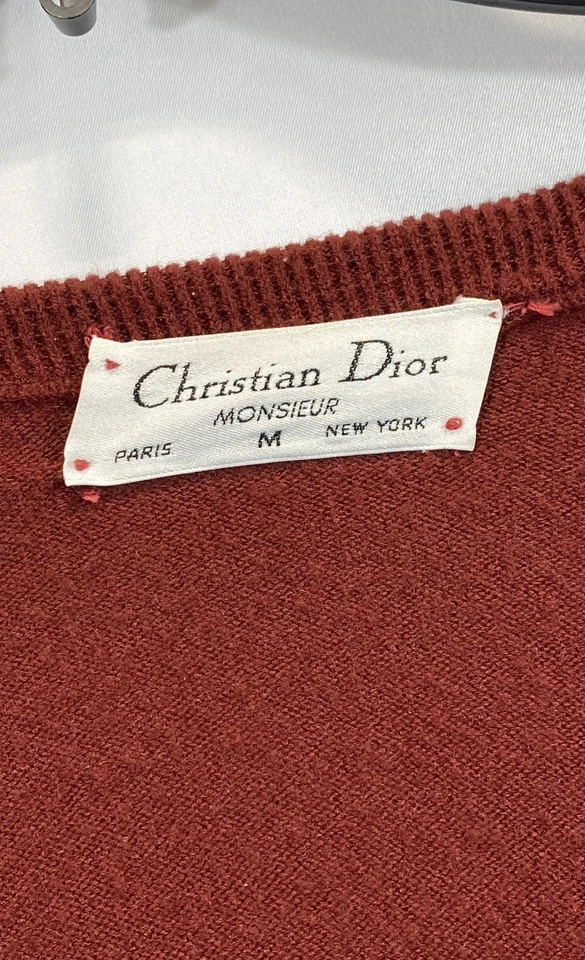 Christian Dior
MONSIEUR
PARIS M NEW YORK